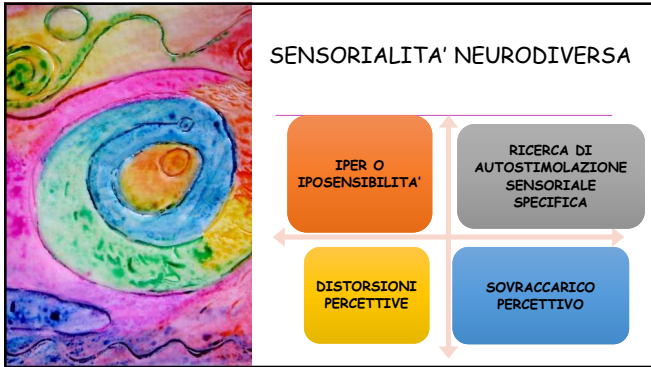 SENSORIALITA' NEURODIVERSA
IPER O
IPOSENSIBILITA'
RICERCA DI
AUTOSTIMOLAZIONE
SENSORIALE
SPECIFICA
DISTORSIONI
PERCETTIVE
SOVRACCARICO
PERCETTIVO